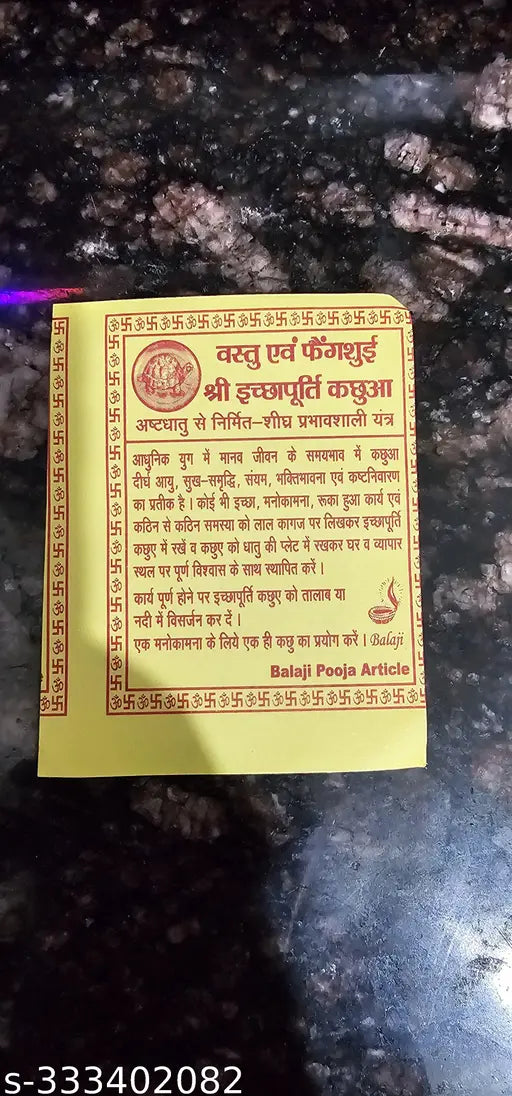 वस्तु एवं फैंगशुई
श्री इच्छापूर्ति कछुआ
अष्टधातु से निर्मित–शीघ्र प्रभावशाली यंत्र
आधुनिक युग में मानव जीवन के समयभाव में कछुआ
दीर्घ आयु, सुख–समृद्धि, संयम, भक्तिभावना एवं कष्टनिवारण
का प्रतीक है । कोई भी इच्छा, मनोकामना, रूका हुआ कार्य एवं
कठिन से कठिन समस्या को लाल कागज पर लिखकर इच्छापूर्ति
कछुए में रखें व कछुए को धातु की प्लेट में रखकर घर व व्यापार
स्थल पर पूर्ण विश्वास के साथ स्थापित करें ।
कार्य पूर्ण होने पर इच्छापूर्ति कछुए को तालाब या
नदी में विसर्जन कर दें ।
एक मनोकामना के लिये एक ही कछु का प्रयोग करें । Balaji
Balaji Pooja Article
s-333402082